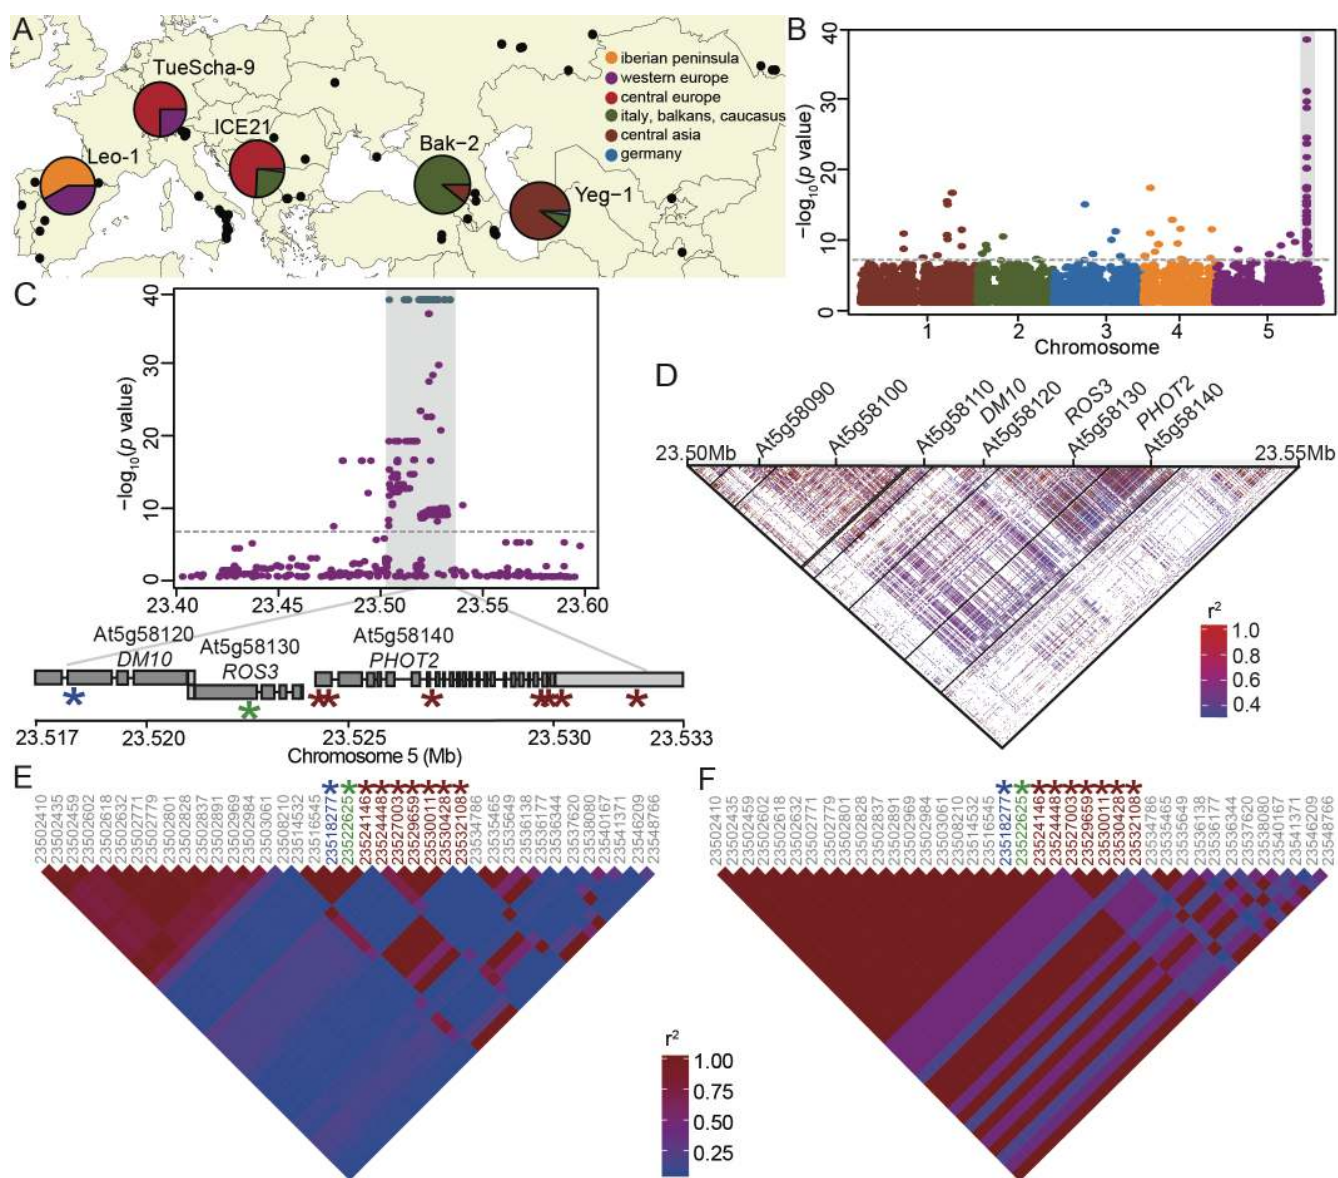 A
TueScha-9
ICE21
Leo-1
Bak-2
Yeg-1
iberian peninsula
western europe
central europe
italy, balkans, caucasus
central asia
germany
B
−log10(p value)
40
30
20
10
0
1 2 3 4 5
Chromosome
C
−log10(p value)
40
30
20
10
0
23.40 23.45 23.50 23.55 23.60
At5g58120
DM10
At5g58130
ROS3
At5g58140
PHOT2
* * * * * * * * *
23.517 23.520 23.525 23.530 23.533
Chromosome 5 (Mb)
D
23.50Mb
At5g58090
At5g58100
At5g58110
DM10
At5g58120
ROS3
At5g58130
PHOT2
At5g58140
23.55Mb
r2
1.0
0.8
0.6
0.4
E
23502410
23502435
23502459
23502602
23502618
23502632
23502771
23502779
23502801
23502828
23502837
23502891
23502969
23502984
23503061
23508210
23514532
23516545
23518277*
23522625*
23524146*
23524448*
23527003*
23529659*
23530011*
23530428*
23532108*
23534786
23535465
23535649
23536138
23536177
23536344
23537620
23538080
23540167
23541371
23546209
23548766
r2
1.00
0.75
0.50
0.25
F
23502410
23502435
23502459
23502602
23502618
23502632
23502771
23502779
23502801
23502828
23502837
23502891
23502969
23502984
23503061
23508210
23514532
23516545
23518277*
23522625*
23524146*
23524448*
23527003*
23529659*
23530011*
23530428*
23532108*
23534786
23535465
23535649
23536138
23536177
23536344
23537620
23538080
23540167
23541371
23546209
23548766